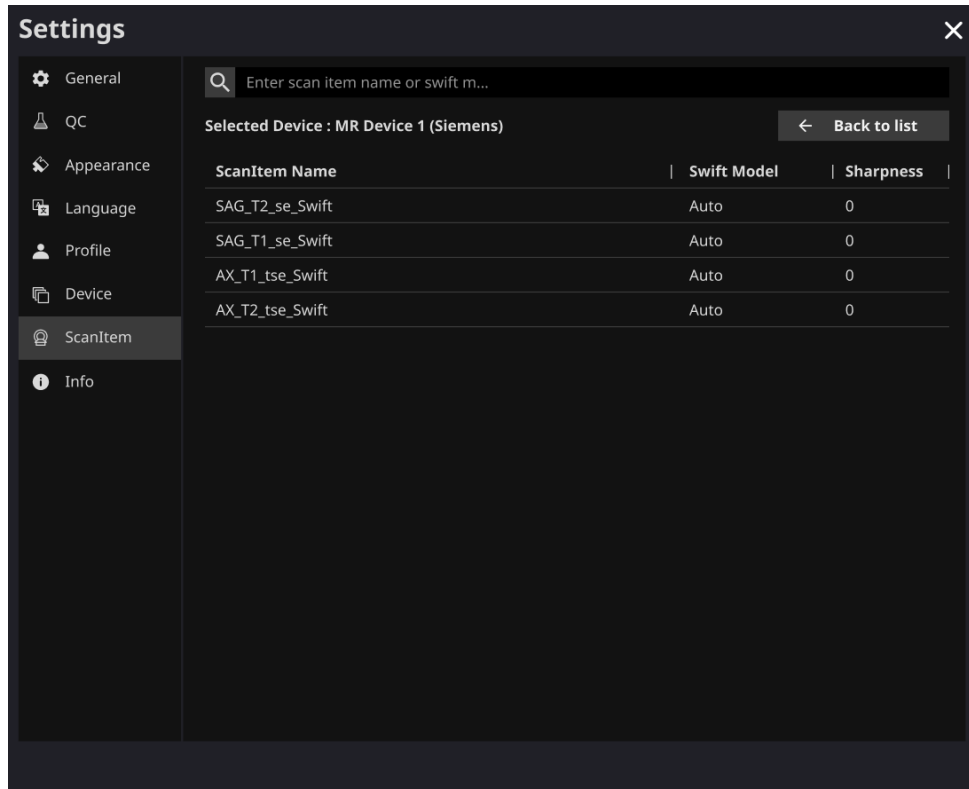 Settings
General
QC
Appearance
Language
Profile
Device
ScanItem
Info
Enter scan item name or swift m...
Selected Device : MR Device 1 (Siemens)
Back to list
ScanItem Name | Swift Model | Sharpness |
SAG_T2_se_Swift Auto 0
SAG_T1_se_Swift Auto 0
AX_T1_tse_Swift Auto 0
AX_T2_tse_Swift Auto 0